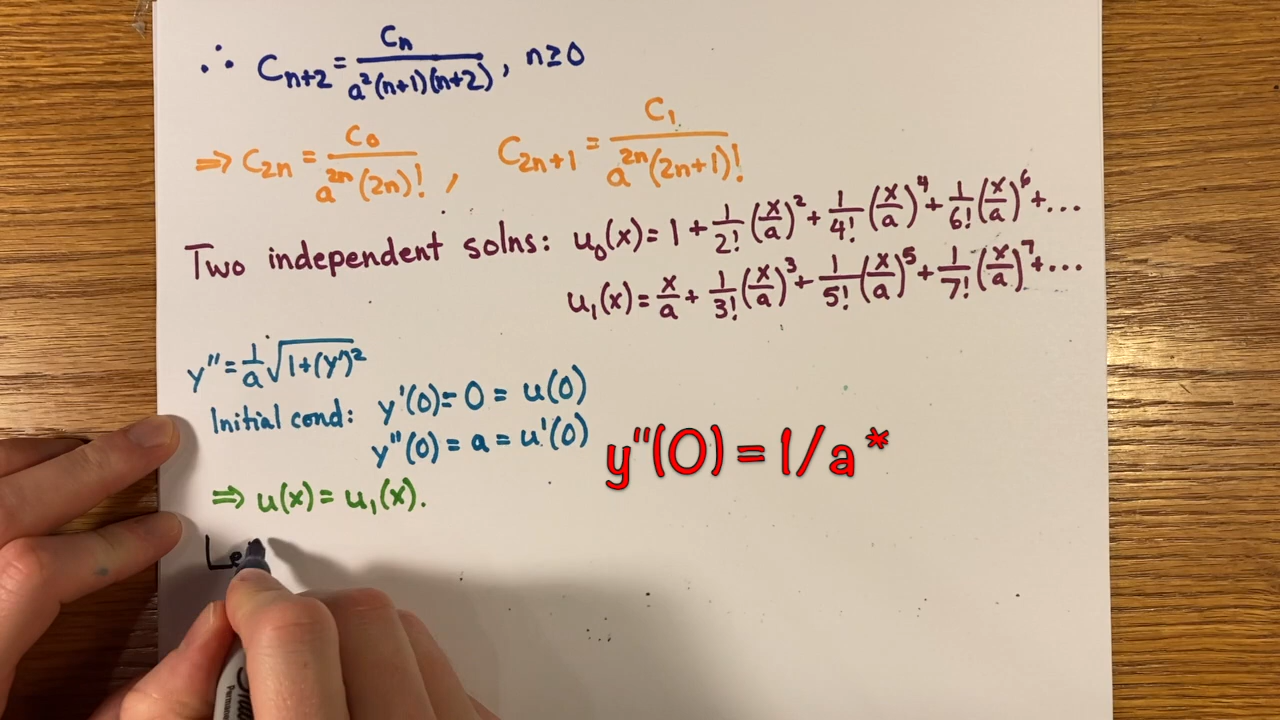 ∴ Cₙ₊₂ = Cₙ / a²(n+1)(n+2), n≥0
⇒ C₂ₙ = C₀ / a²ⁿ(2n)!, C₂ₙ₊₁ = C₁ / a²ⁿ(2n+1)!
Two independent solns: u₀(x) = 1 + 1/2! (x/a)² + 1/4! (x/a)⁴ + 1/6! (x/a)⁶ + ...
u₁(x) = x/a + 1/3! (x/a)³ + 1/5! (x/a)⁵ + 1/7! (x/a)⁷ + ...
y'' = 1/a √(1+(y')²)
Initial cond: y'(0) = 0 = u(0)
y''(0) = a = u'(0)
y''(0) = 1/a *
⇒ u(x) = u₁(x).